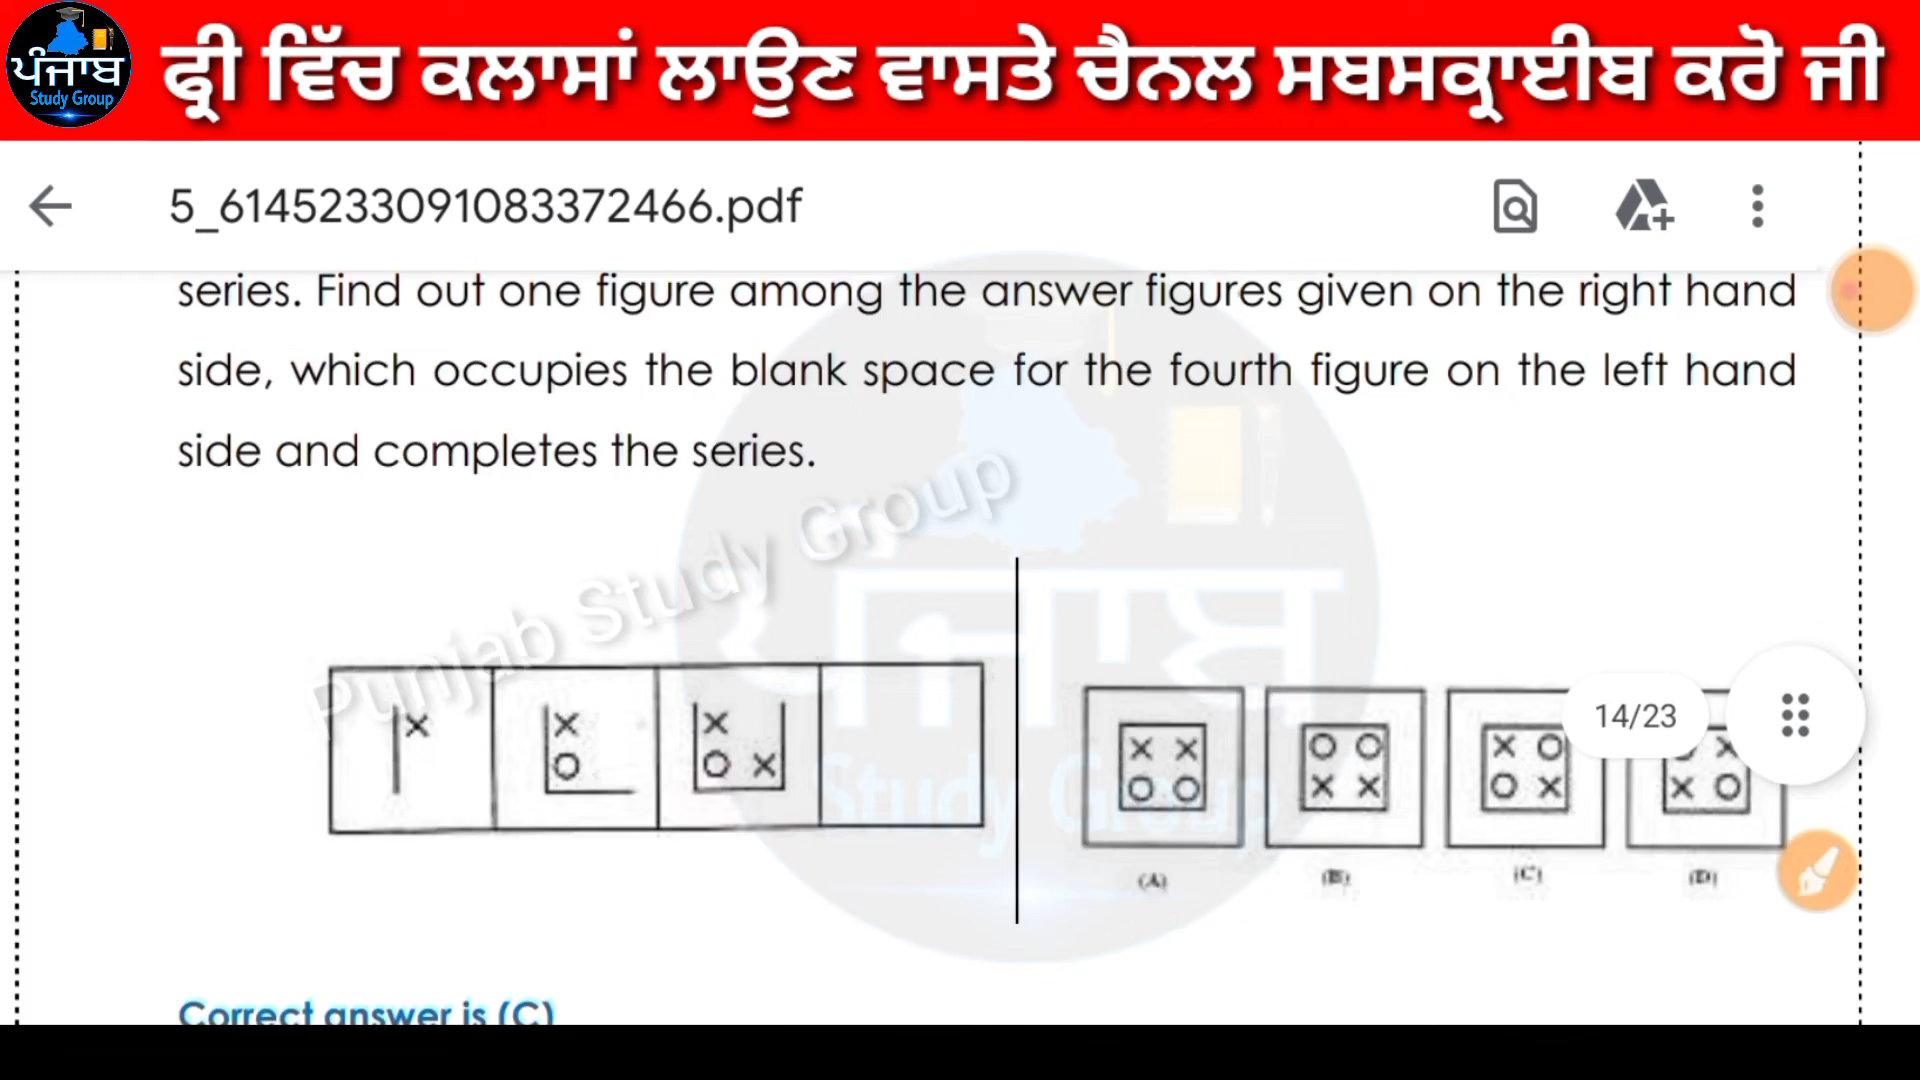 ਪੰਜਾਬ
Study Group
ਫ੍ਰੀ ਵਿੱਚ ਕਲਾਸਾਂ ਲਾਉਣ ਵਾਸਤੇ ਚੈਨਲ ਸਬਸਕ੍ਰਾਈਬ ਕਰੋ ਜੀ
5_6145233091083372466.pdf
series. Find out one figure among the answer figures given on the right hand
side, which occupies the blank space for the fourth figure on the left hand
side and completes the series.
Punjab Study Group
ਪੰਜਾਬ
Study Group
14/23
(A) (B) (C) (D)
Correct answer is (C)